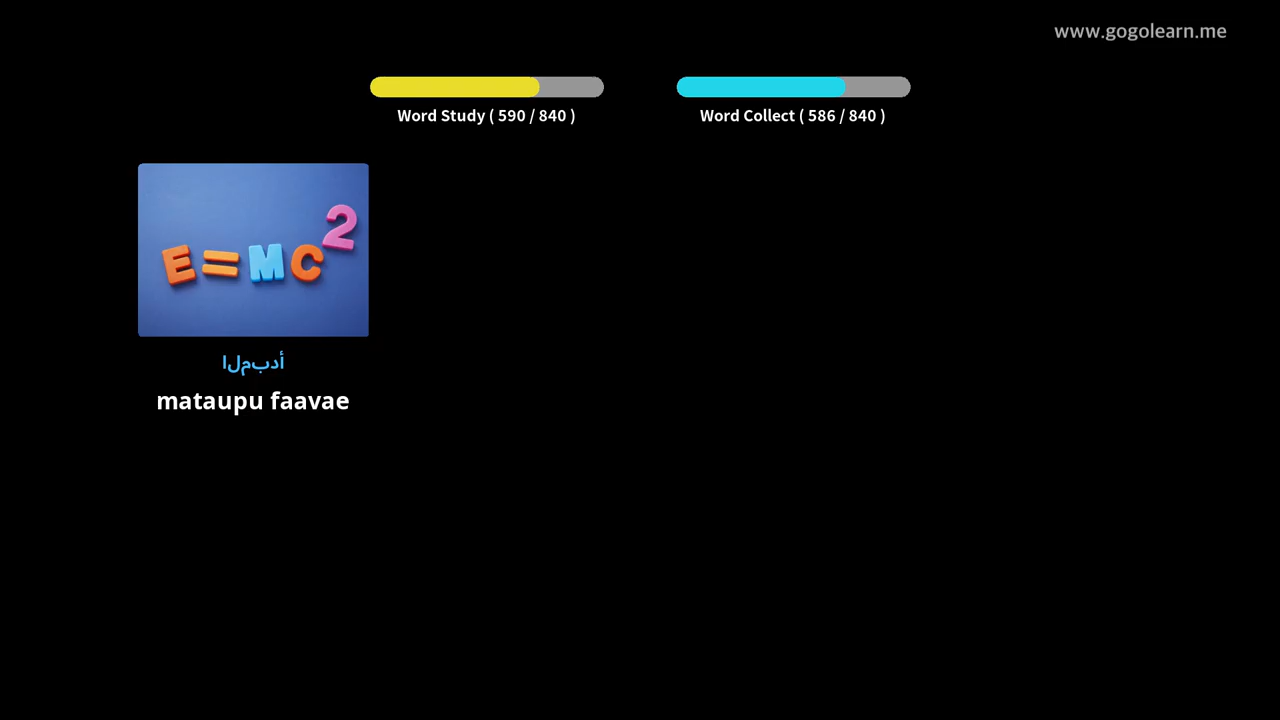 www.gogolearn.me
Word Study ( 590 / 840 )
Word Collect ( 586 / 840 )
E=MC2
المبدأ
mataupu faavae